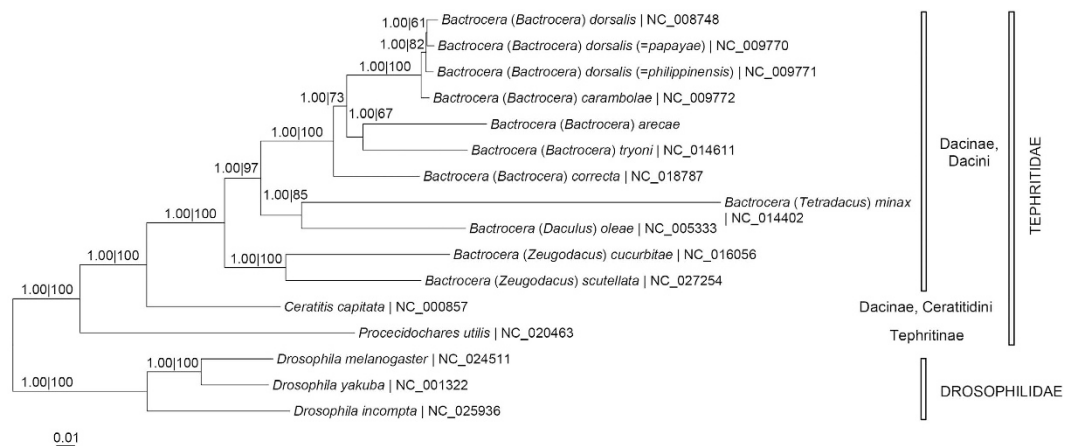 1.00|61
Bactrocera (Bactrocera) dorsalis | NC_008748
1.00|82
Bactrocera (Bactrocera) dorsalis (=papayae) | NC_009770
1.00|100
Bactrocera (Bactrocera) dorsalis (=philippinensis) | NC_009771
1.00|73
Bactrocera (Bactrocera) carambolae | NC_009772
1.00|67
Bactrocera (Bactrocera) arecae
1.00|100
Bactrocera (Bactrocera) tryoni | NC_014611
Dacinae,
Dacini
1.00|97
Bactrocera (Bactrocera) correcta | NC_018787
1.00|85
Bactrocera (Tetradacus) minax
| NC_014402
1.00|100
Bactrocera (Daculus) oleae | NC_005333
1.00|100
Bactrocera (Zeugodacus) cucurbitae | NC_016056
1.00|100
Bactrocera (Zeugodacus) scutellata | NC_027254
1.00|100
Ceratitis capitata | NC_000857
Dacinae, Ceratitidini
Procecidochares utilis | NC_020463
Tephritinae
TEPHRITIDAE
1.00|100
Drosophila melanogaster | NC_024511
1.00|100
Drosophila yakuba | NC_001322
DROSOPHILIDAE
Drosophila incompta | NC_025936
0.01